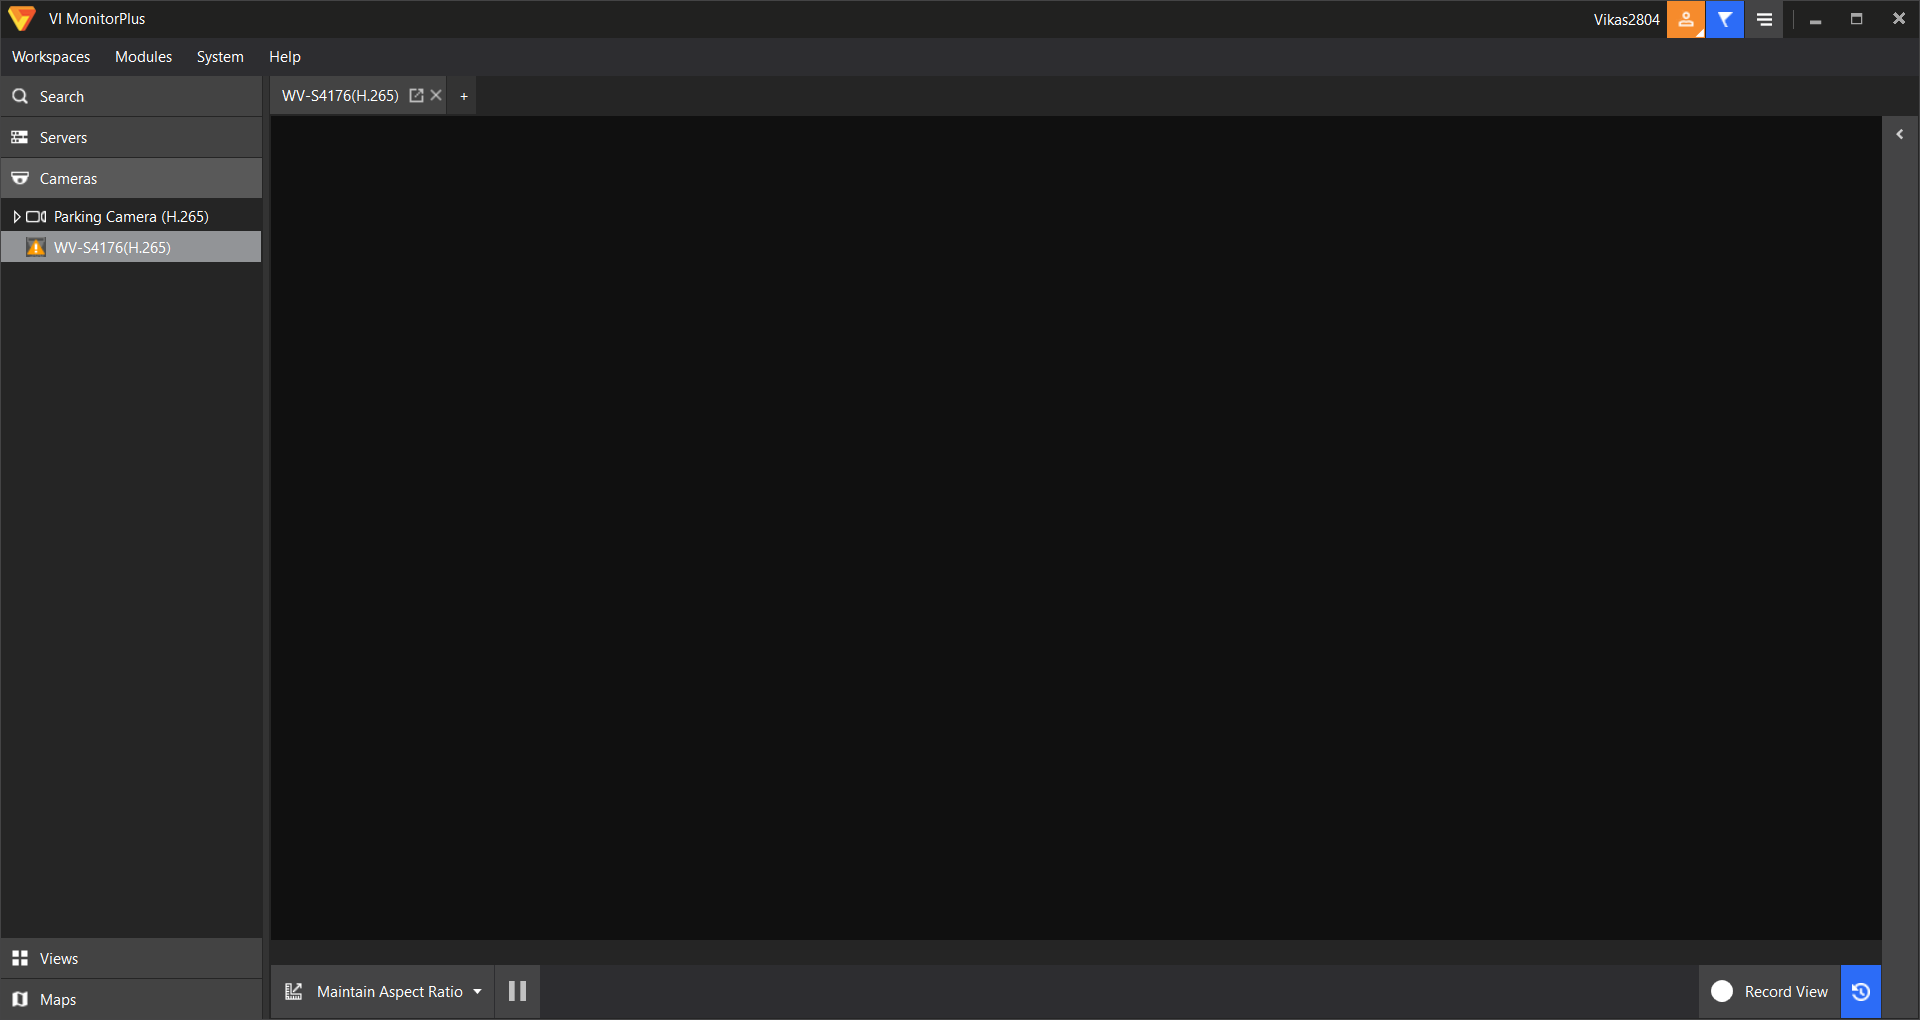 VI MonitorPlus
Vikas2804
Workspaces Modules System Help
Search
WV-S4176(H.265) +
Servers
Cameras
Parking Camera (H.265)
WV-S4176(H.265)
Views
Maps
Maintain Aspect Ratio
Record View